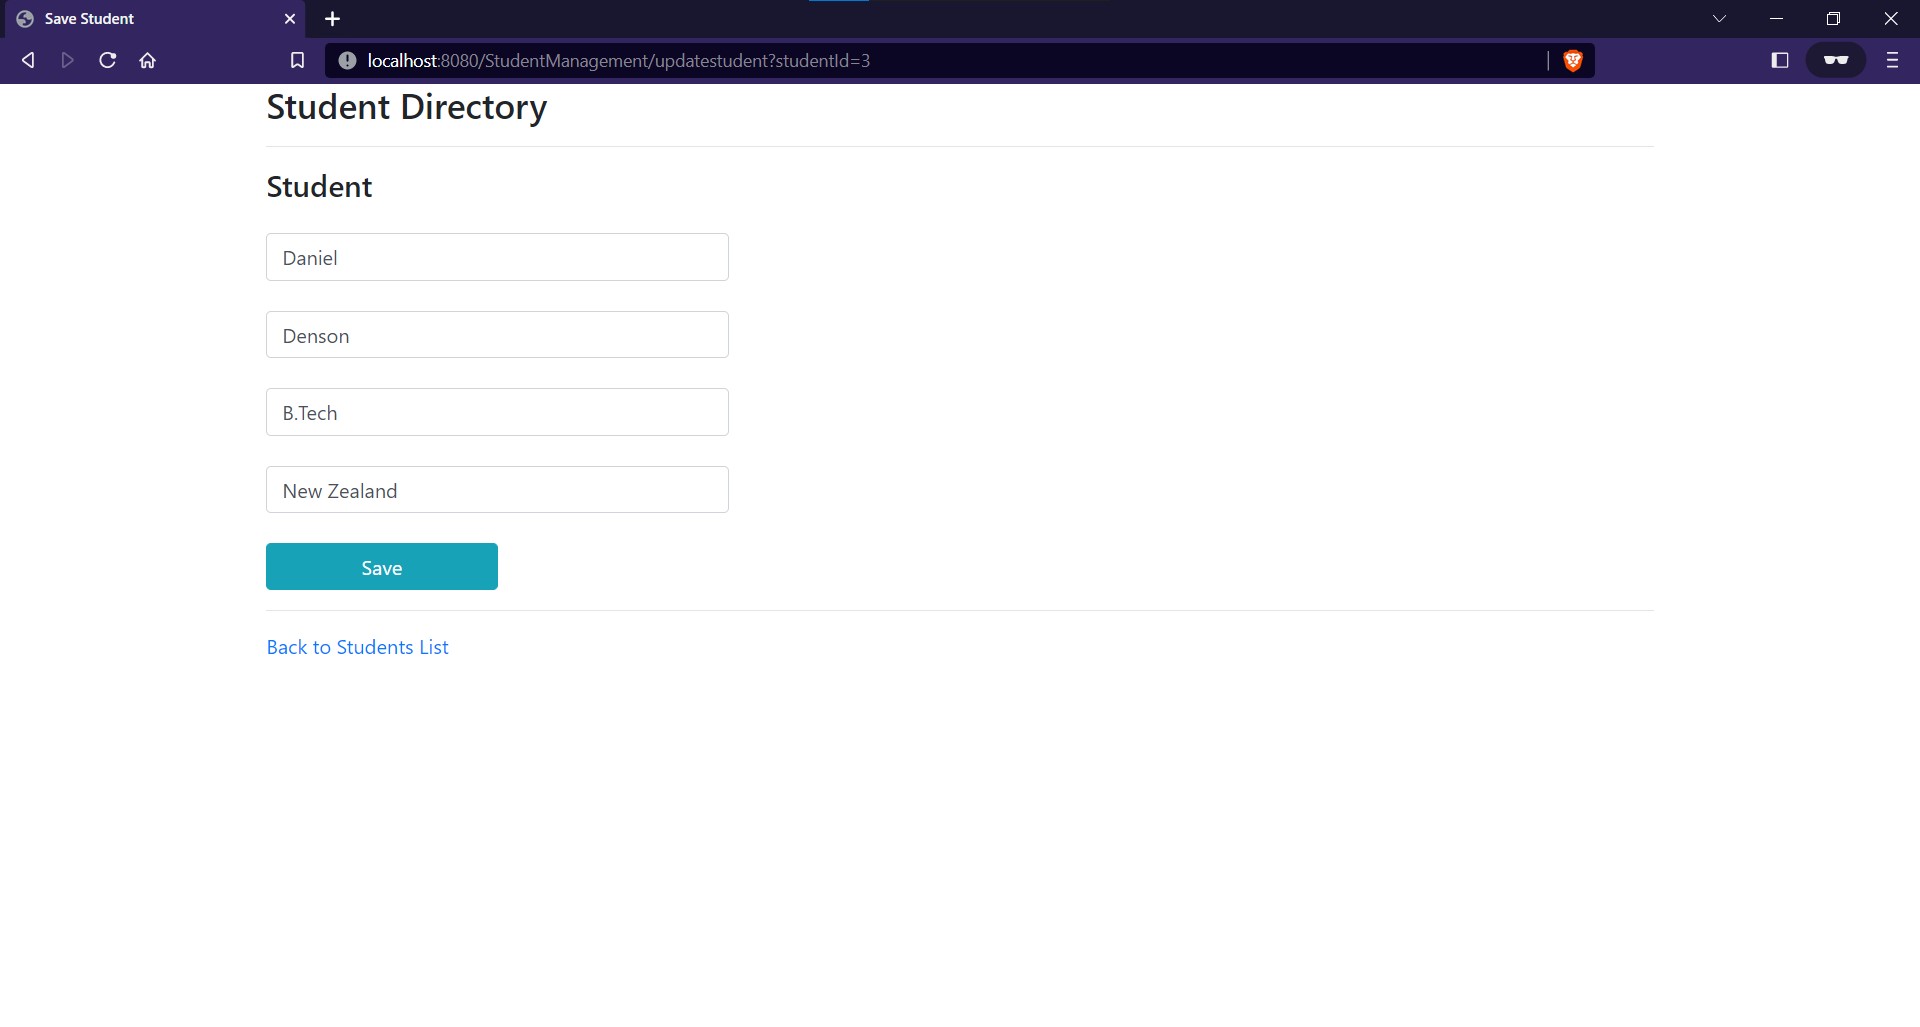 Save Student
localhost:8080/StudentManagement/updatestudent?studentId=3
Student Directory
Student
Daniel
Denson
B.Tech
New Zealand
Save
Back to Students List